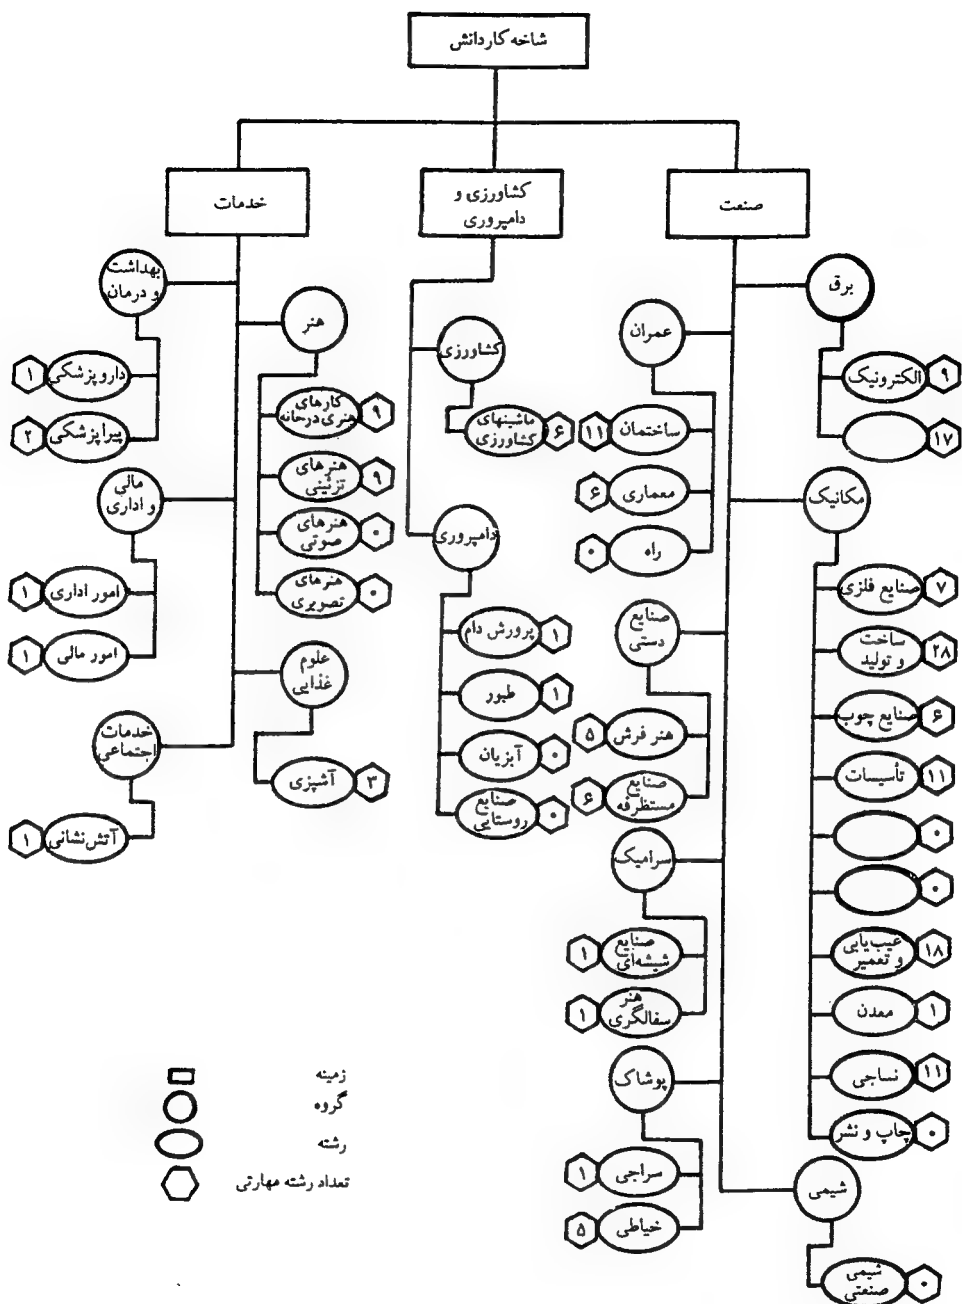 شاخه کاردانش
صنعت
کشاورزی و
دامپروری
خدمات
برق
الکترونیک
۹
۱۷
مکانیک
صنایع فلزی
۷
ساخت
و تولید
۲۸
صنایع چوب
۶
تأسیسات
۱۱
۰
۰
عیب‌یابی
و تعمیر
۱۸
معدن
۱
نساجی
۱۱
چاپ و نشر
۰
شیمی
شیمی
صنعتی
۰
عمران
ساختمان
۱۱
معماری
۶
راه
۰
صنایع
دستی
هنر فرش
۵
صنایع
مستظرفه
۶
سرامیک
صنایع
شیشه‌ای
۱
هنر
سفالگری
۱
پوشاک
سراجی
۱
خیاطی
۵
کشاورزی
ماشینهای
کشاورزی
۶
دامپروری
پرورش دام
۱
طیور
۱
آبزیان
۰
صنایع
روستایی
۰
هنر
کارهای
هنری درخانه
۹
هنرهای
تزئینی
۹
هنرهای
صوتی
۰
هنرهای
تصویری
۰
علوم
غذایی
آشپزی
۳
بهداشت
و درمان
داروپزشکی
۱
پیراپزشکی
۲
مالی
و اداری
امور اداری
۱
امور مالی
۱
خدمات
اجتماعی
آتش‌نشانی
۱
زمینه
گروه
رشته
تعداد رشته مهارتی